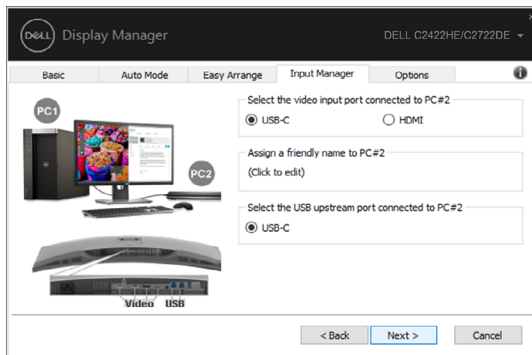 DELL Display Manager DELL C2422HE/C2722DE
Basic Auto Mode Easy Arrange Input Manager Options
Select the video input port connected to PC#2
USB-C HDMI
Assign a friendly name to PC#2
(Click to edit)
Select the USB upstream port connected to PC#2
USB-C
PC1
PC2
Video USB
< Back Next > Cancel